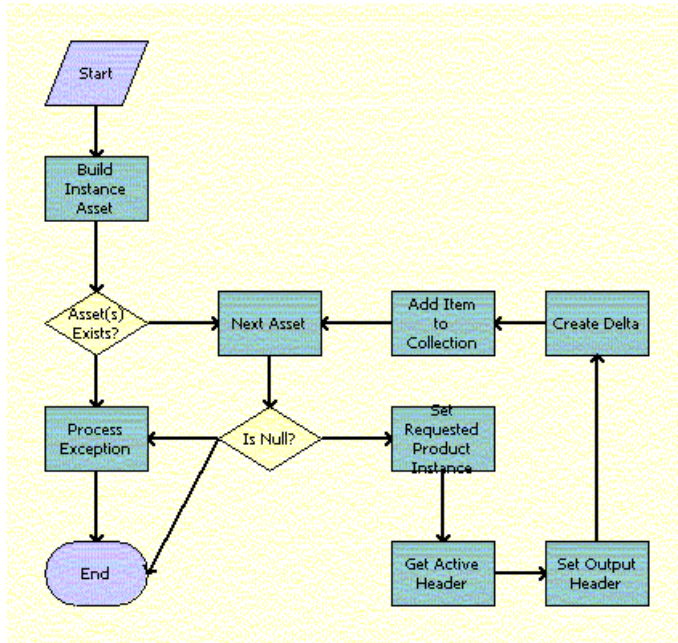 Start
Build
Instance
Asset
Asset(s)
Exists?
Next Asset
Add Item
to
Collection
Create Delta
Process
Exception
Is Null?
Set
Requested
Product
Instance
End
Get Active
Header
Set Output
Header